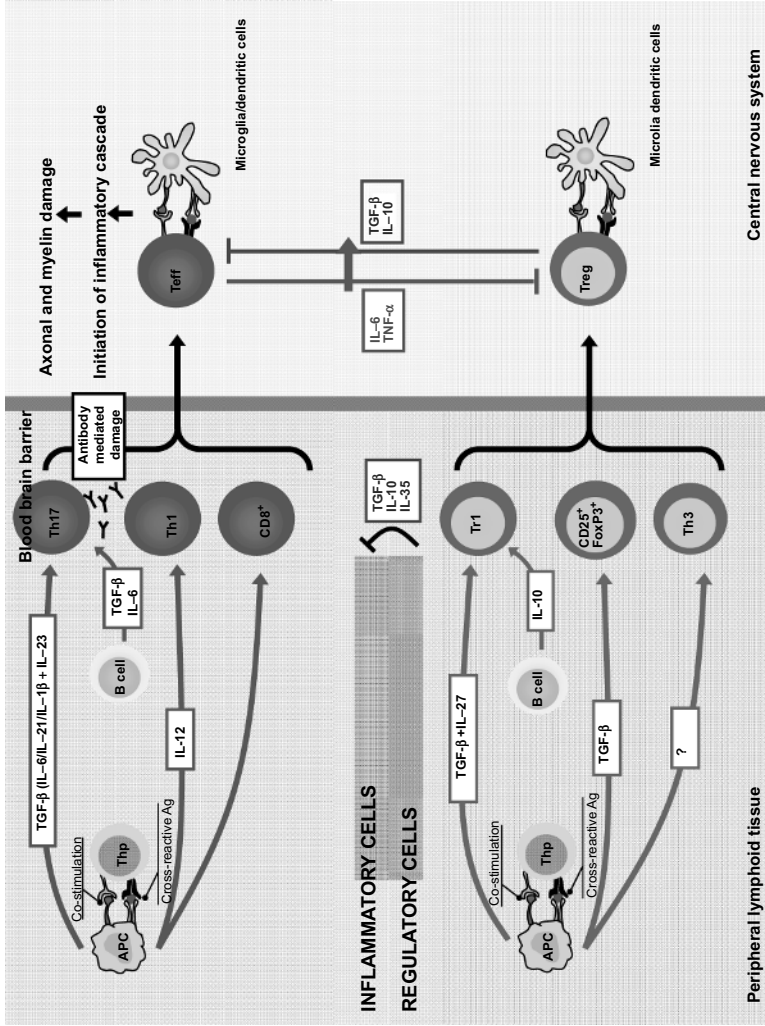 INFLAMMATORY CELLS
REGULATORY CELLS
APC
Co-stimulation
Thp
Cross-reactive Ag
TGF-β (IL–6/IL–21/IL–1β + IL–23
B cell
TGF-β
IL–6
IL-12
Th17
Th1
CD8+
Blood brain barrier
Antibody
mediated
damage
Axonal and myelin damage
Initiation of inflammatory cascade
Teff
Microglia/dendritic cells
TGF-β
IL-10
IL-35
IL–6
TNF-α
TGF-β
IL–10
APC
Co-stimulation
Thp
Cross-reactive Ag
TGF-β +IL–27
B cell
IL-10
TGF-β
?
Tr1
CD25+
FoxP3+
Th3
Treg
Microlia dendritic cells
Peripheral lymphoid tissue
Central nervous system